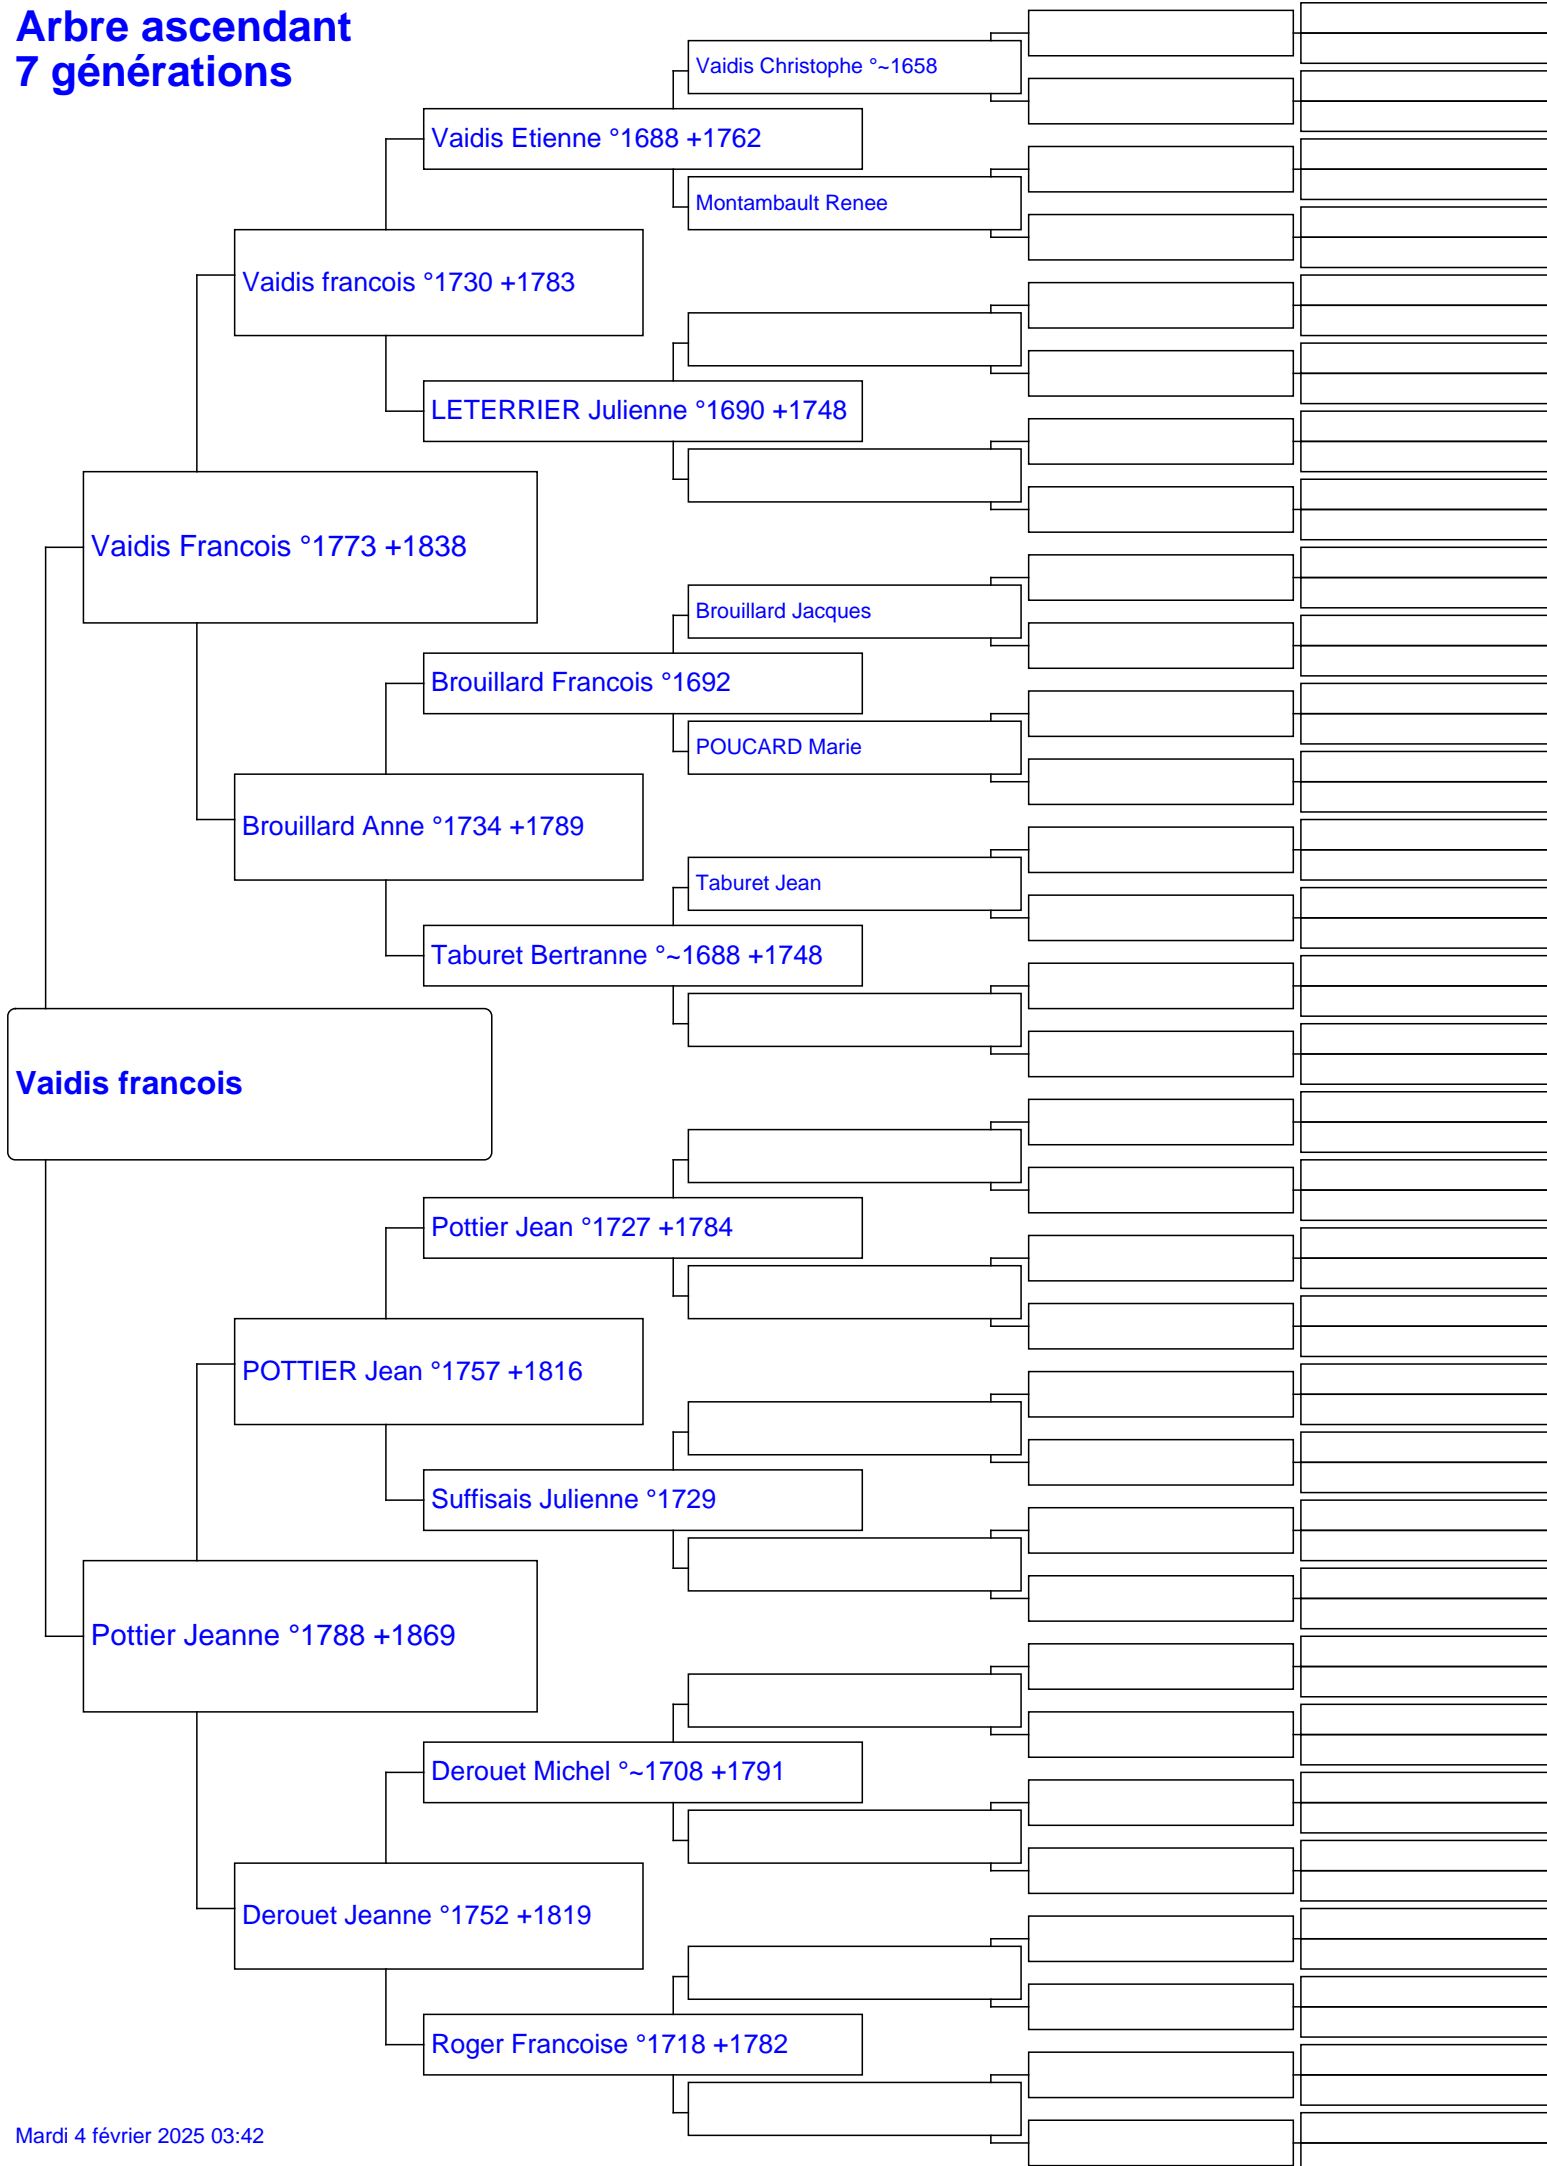 Arbre ascendant
7 générations
Vaidis Christophe °~1658
Vaidis Etienne °1688 +1762
Montambault Renee
Vaidis francois °1730 +1783
LETERRIER Julienne °1690 +1748
Vaidis Francois °1773 +1838
Brouillard Jacques
Brouillard Francois °1692
POUCARD Marie
Brouillard Anne °1734 +1789
Taburet Jean
Taburet Bertranne °~1688 +1748
Vaidis francois
Pottier Jean °1727 +1784
POTTIER Jean °1757 +1816
Suffisais Julienne °1729
Pottier Jeanne °1788 +1869
Derouet Michel °~1708 +1791
Derouet Jeanne °1752 +1819
Roger Francoise °1718 +1782
Mardi 4 février 2025 03:42